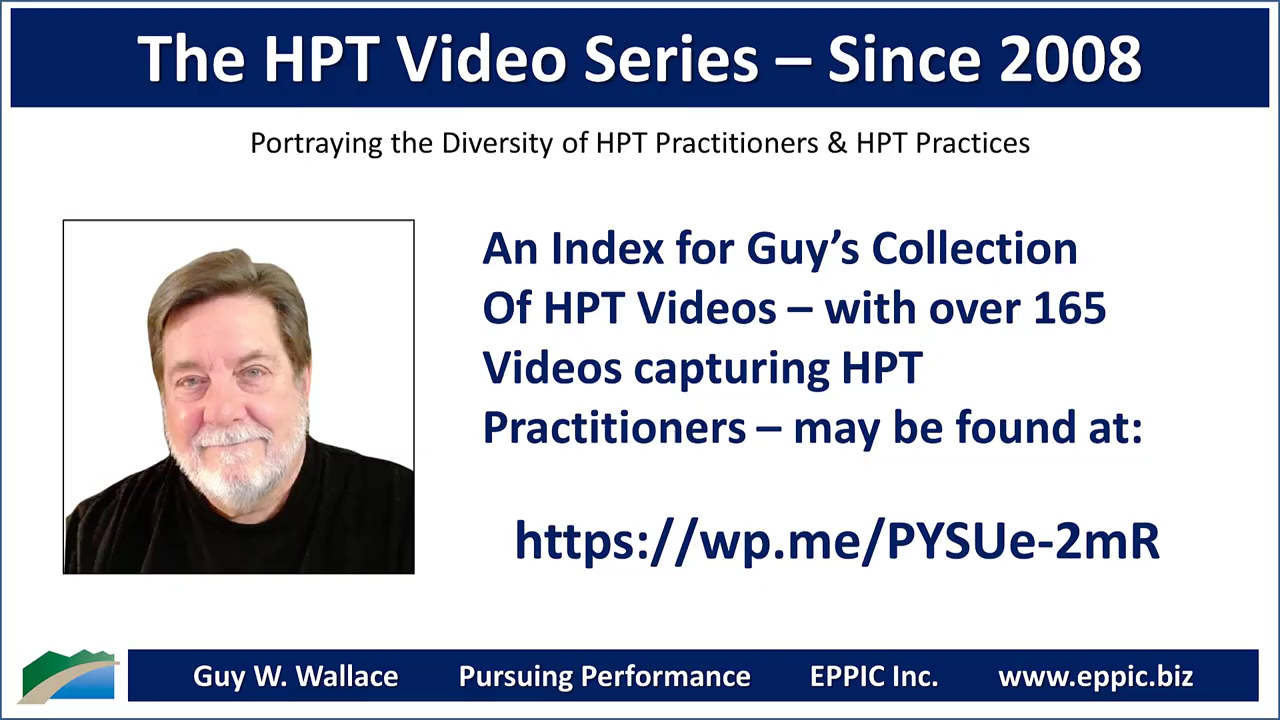 The HPT Video Series – Since 2008
Portraying the Diversity of HPT Practitioners & HPT Practices
An Index for Guy’s Collection
Of HPT Videos – with over 165
Videos capturing HPT
Practitioners – may be found at:
https://wp.me/PYSUe-2mR
Guy W. Wallace Pursuing Performance EPPIC Inc. www.eppic.biz